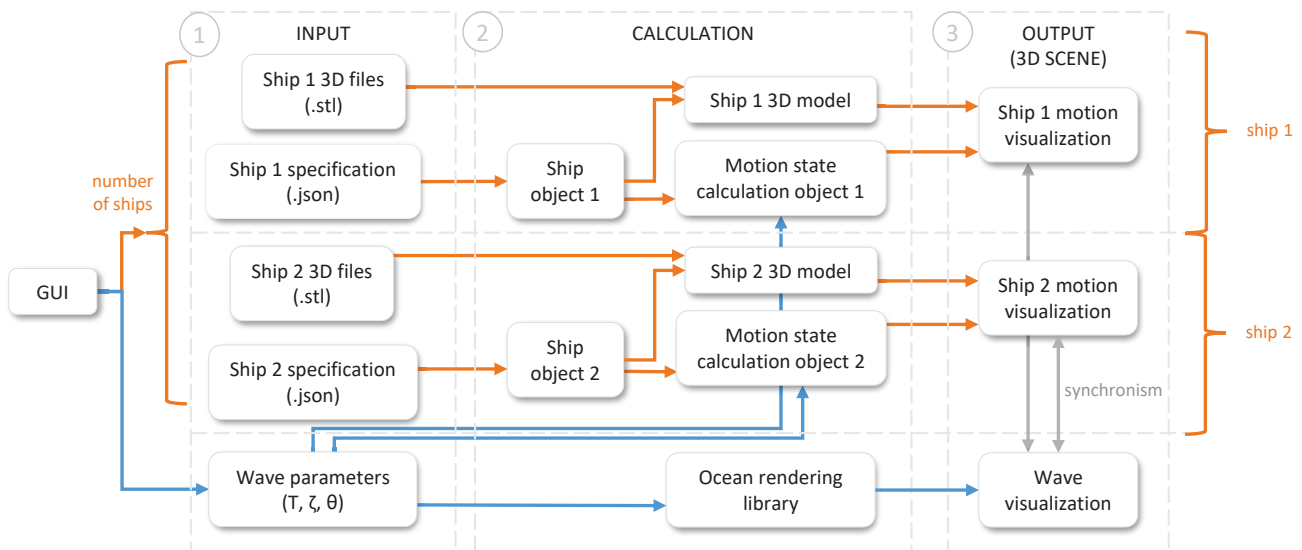 1
INPUT
2
CALCULATION
3
OUTPUT
(3D SCENE)
Ship 1 3D files
(.stl)
Ship 1 3D model
Ship 1 motion
visualization
ship 1
Ship 1 specification
(.json)
Ship
object 1
Motion state
calculation object 1
number
of ships
GUI
Ship 2 3D files
(.stl)
Ship 2 3D model
Ship 2 motion
visualization
ship 2
Ship 2 specification
(.json)
Ship
object 2
Motion state
calculation object 2
synchronism
Wave parameters
(T, ζ, θ)
Ocean rendering
library
Wave
visualization